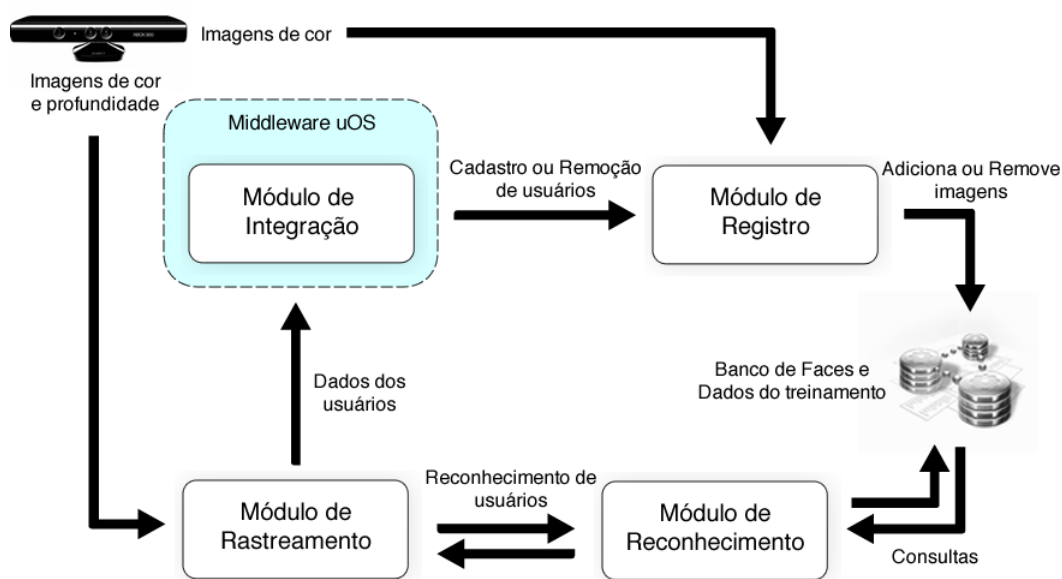 XBOX 360
Imagens de cor
Imagens de cor
e profundidade
Middleware uOS
Módulo de
Integração
Cadastro ou Remoção
de usuários
Módulo de
Registro
Adiciona ou Remove
imagens
Dados dos
usuários
Banco de Faces e
Dados do treinamento
Módulo de
Rastreamento
Reconhecimento de
usuários
Módulo de
Reconhecimento
Consultas